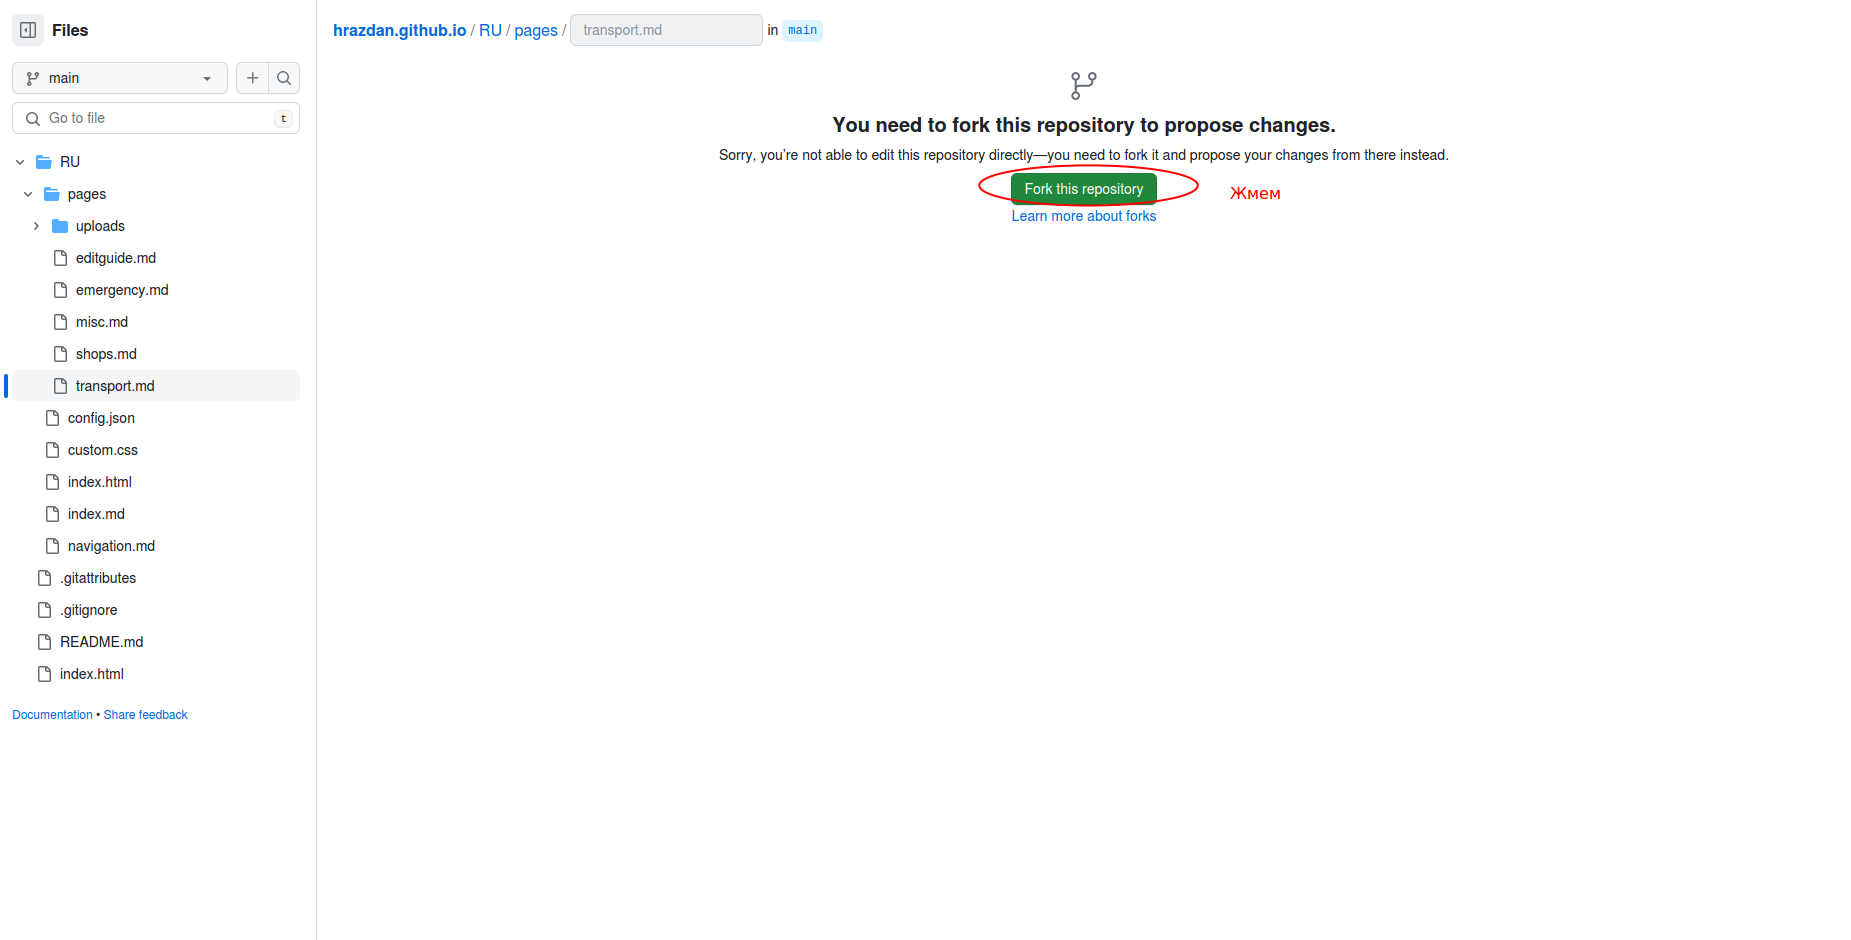 Files
main
Go to file
t
RU
pages
uploads
editguide.md
emergency.md
misc.md
shops.md
transport.md
config.json
custom.css
index.html
index.md
navigation.md
.gitattributes
.gitignore
README.md
index.html
Documentation • Share feedback
hrazdan.github.io / RU / pages / transport.md in main
You need to fork this repository to propose changes.
Sorry, you're not able to edit this repository directly—you need to fork it and propose your changes from there instead.
Fork this repository
Жмем
Learn more about forks